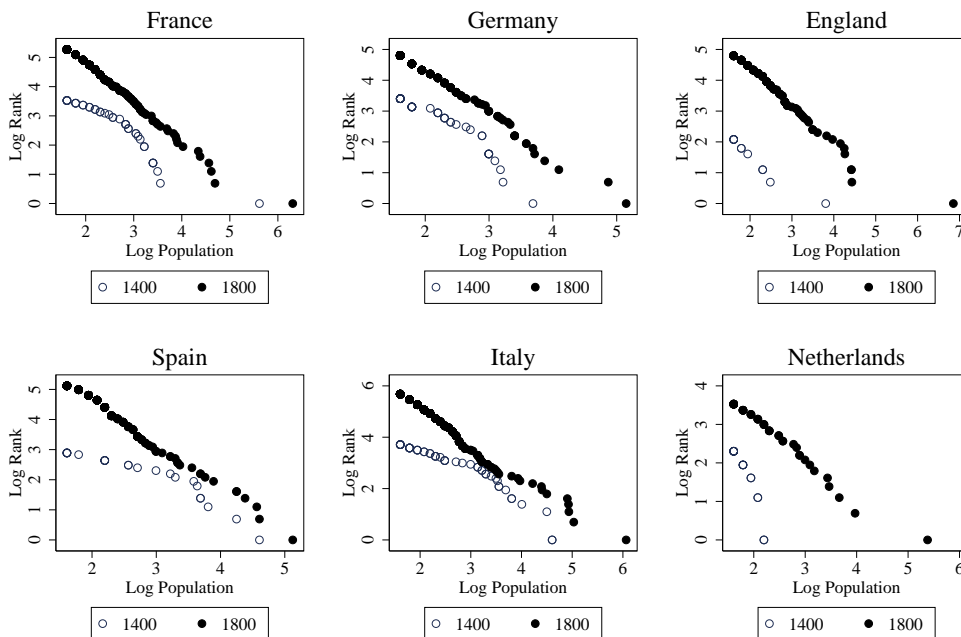 France
Germany
England
Log Rank
0 1 2 3 4 5
2 3 4 5 6
Log Population
1400 1800
Log Rank
0 1 2 3 4 5
2 3 4 5
Log Population
1400 1800
Log Rank
0 1 2 3 4 5
2 3 4 5 6 7
Log Population
1400 1800
Spain
Italy
Netherlands
Log Rank
0 1 2 3 4 5
2 3 4 5
Log Population
1400 1800
Log Rank
0 2 4 6
2 3 4 5 6
Log Population
1400 1800
Log Rank
0 1 2 3 4
2 3 4 5 6
Log Population
1400 1800